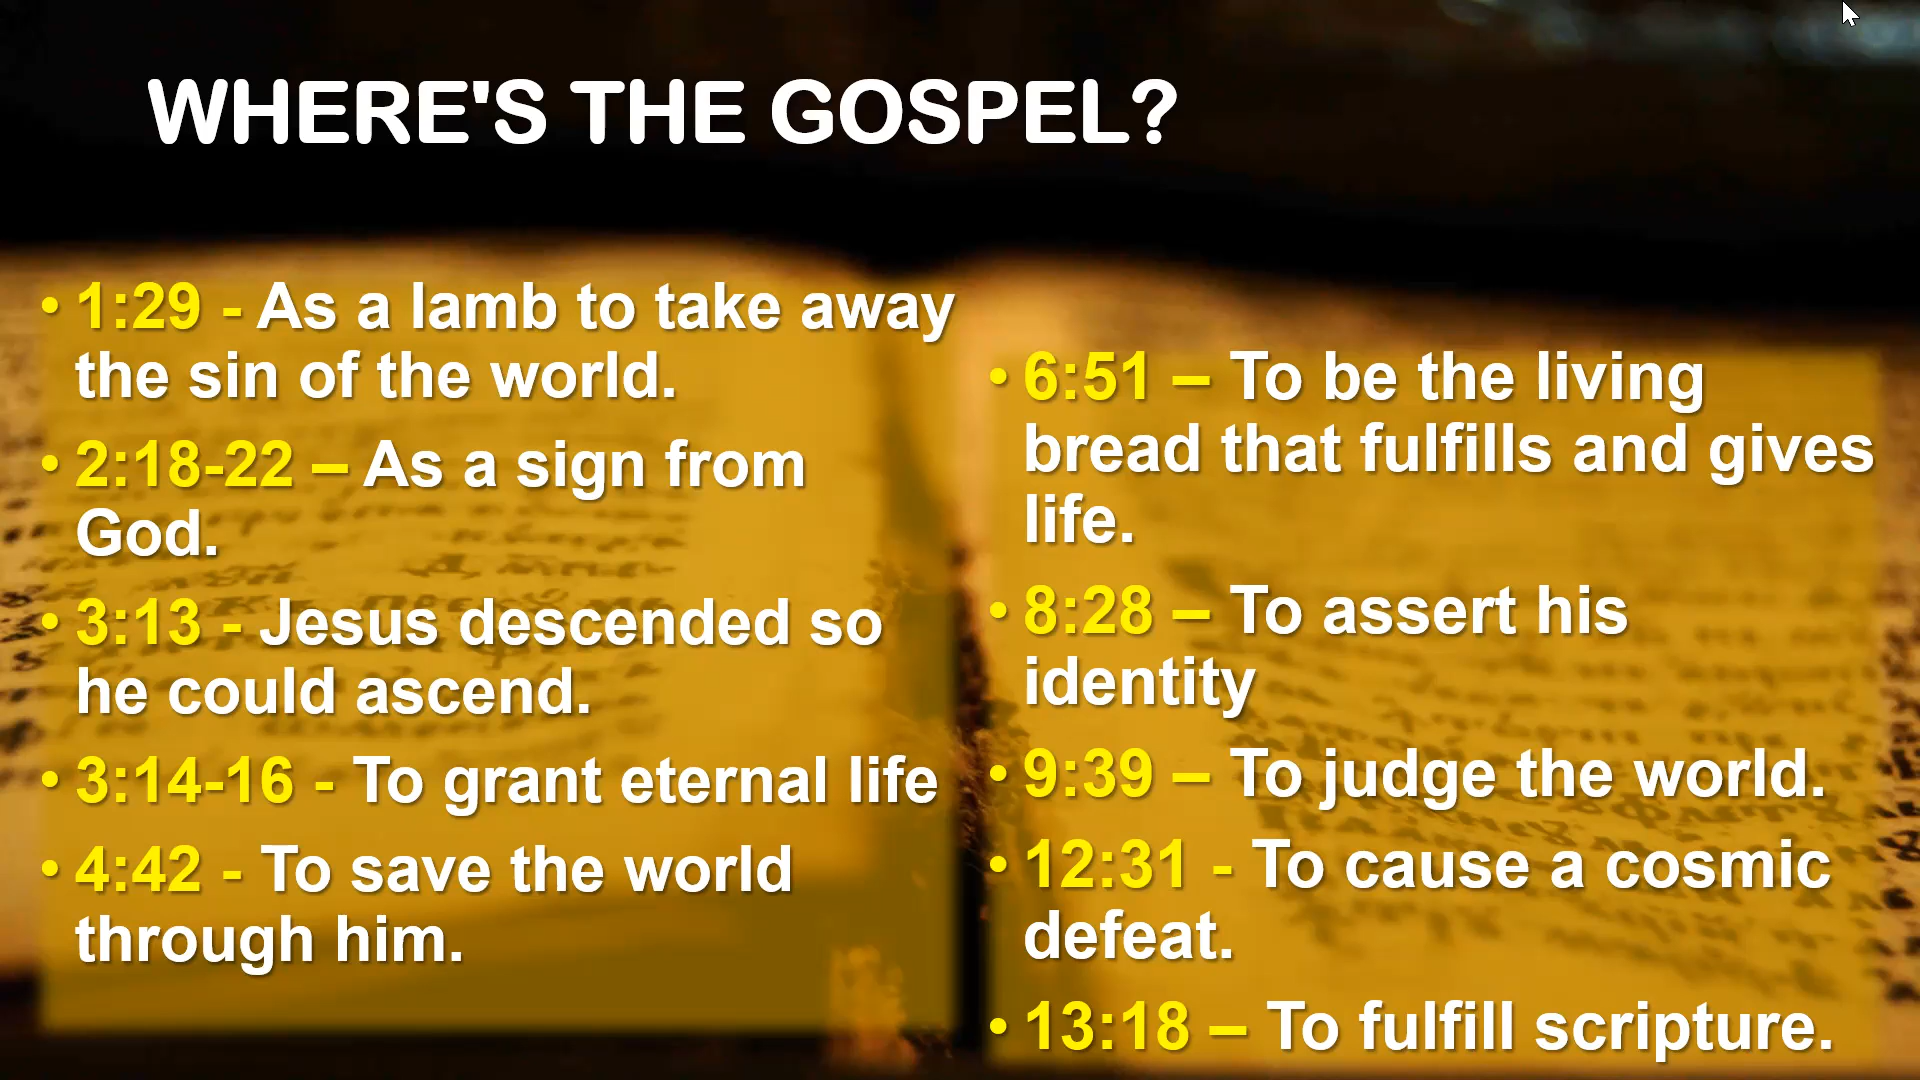 WHERE'S THE GOSPEL?
• 1:29 - As a lamb to take away
the sin of the world.
• 2:18-22 – As a sign from
God.
• 3:13 - Jesus descended so
he could ascend.
• 3:14-16 - To grant eternal life
• 4:42 - To save the world
through him.
• 6:51 – To be the living
bread that fulfills and gives
life.
• 8:28 – To assert his
identity
• 9:39 – To judge the world.
• 12:31 - To cause a cosmic
defeat.
• 13:18 – To fulfill scripture.